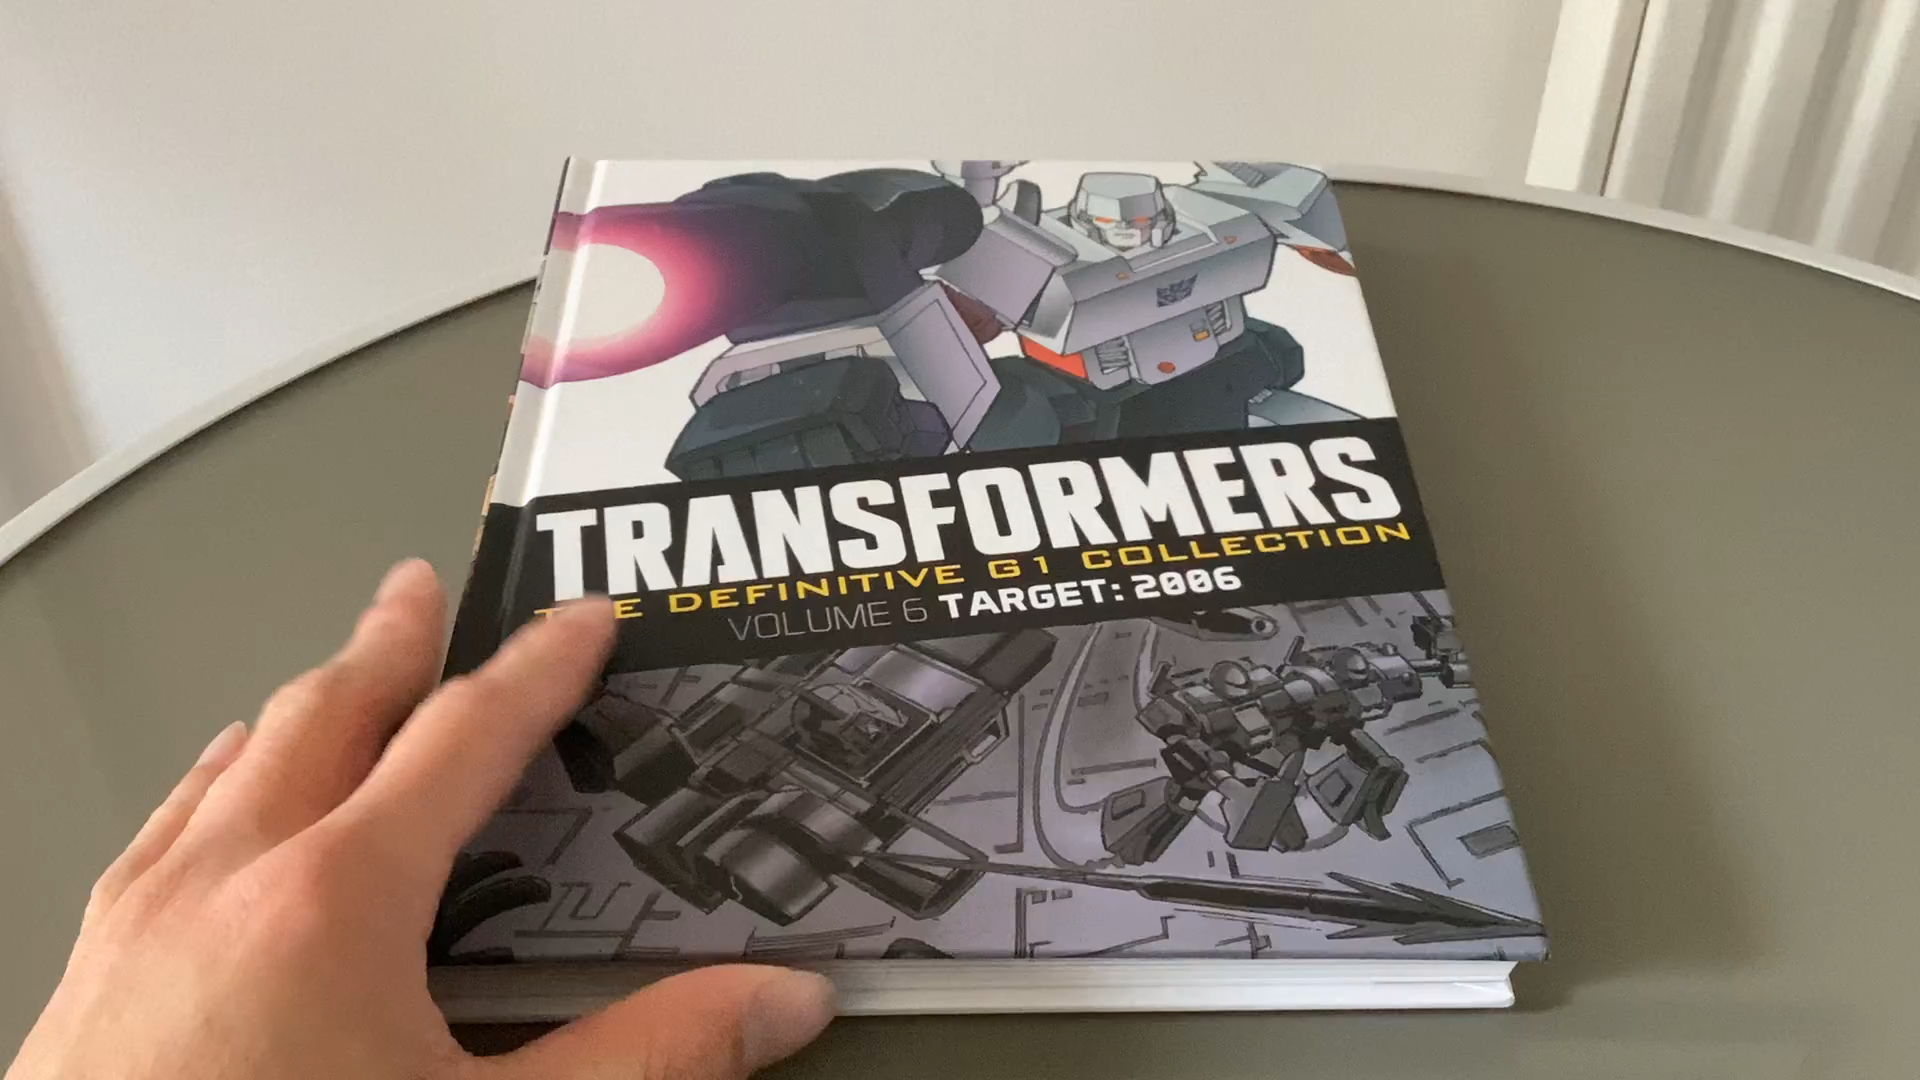 TRANSFORMERS
THE DEFINITIVE G1 COLLECTION
VOLUME 6 TARGET: 2006